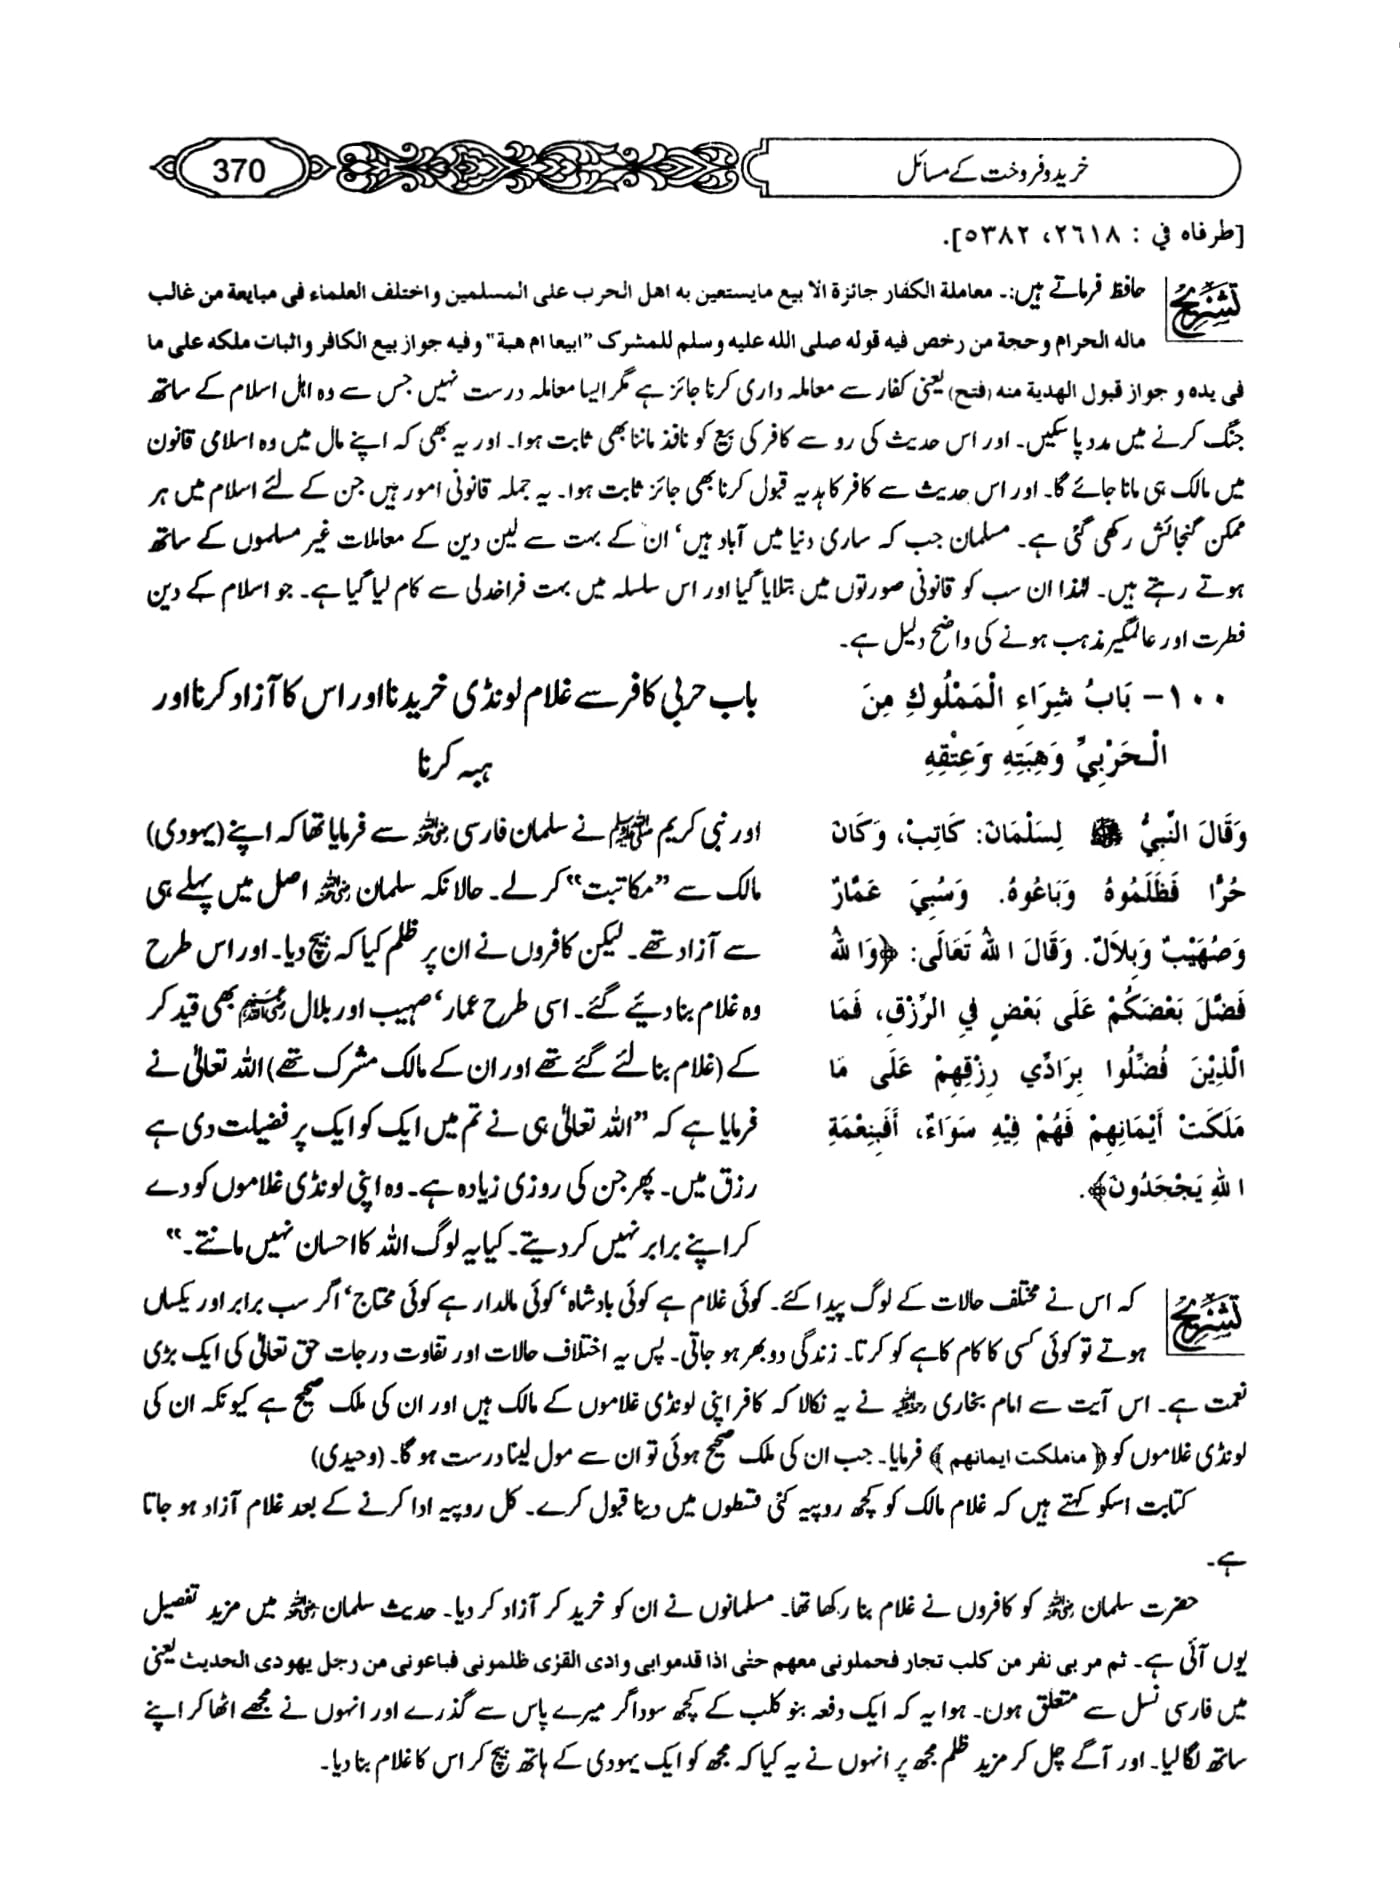 370
خرید و فروخت کے مسائل
[طرفاه في : ٢٦١٨، ٥٣٨٢].
تشریح
حافظ فرماتے ہیں:۔ معاملة الكفار جائزة الا بيع مايستعين به اهل الحرب على المسلمين واختلف العلماء فى مبايعة من غالب
ماله الحرام وحجة من رخص فيه قوله صلى الله عليه وسلم للمشرك "ابيعا ام هبة" وفيه جواز بيع الكافر واثبات ملكه على ما
فى يده و جواز قبول الهدية منه (فتح) یعنی کفار سے معاملہ داری کرنا جائز ہے مگر ایسا معاملہ درست نہیں جس سے وہ اہل اسلام کے ساتھ
جنگ کرنے میں مدد پا سکیں۔ اور اس حدیث کی رو سے کافر کی بیع کو نافذ ماننا بھی ثابت ہوا۔ اور یہ بھی کہ اپنے مال میں وہ اسلامی قانون
میں مالک ہی مانا جائے گا۔ اور اس حدیث سے کافر کا ہدیہ قبول کرنا بھی جائز ثابت ہوا۔ یہ جملہ قانونی امور ہیں جن کے لئے اسلام میں ہر
ممکن گنجائش رکھی گئی ہے۔ مسلمان جب کہ ساری دنیا میں آباد ہیں‘ ان کے بہت سے لین دین کے معاملات غیر مسلموں کے ساتھ
ہوتے رہتے ہیں۔ لہٰذا ان سب کو قانونی صورتوں میں بتلایا گیا اور اس سلسلہ میں بہت فراخدلی سے کام لیا گیا ہے۔ جو اسلام کے دین
فطرت اور عالمگیر مذہب ہونے کی واضح دلیل ہے۔
١٠٠- بَابُ شِرَاءِ الْمَمْلُوكِ مِنَ
الْحَرْبِيِّ وَهِبَتِهِ وَعِتْقِهِ
وَقَالَ النَّبِيُّ ﷺ لِسَلْمَانَ: كَاتِبْ، وَكَانَ
حُرًّا فَظَلَمُوهُ وَبَاعُوهُ. وَسُبِيَ عَمَّارٌ
وَصُهَيْبٌ وَبِلاَلٌ. وَقَالَ اللهُ تَعَالَى: ﴿وَاللهُ
فَضَّلَ بَعْضَكُمْ عَلَى بَعْضٍ فِي الرِّزْقِ، فَمَا
الَّذِيْنَ فُضِّلُوا بِرَادِّي رِزْقِهِمْ عَلَى مَا
مَلَكَتْ أَيْمَانِهِمْ فَهُمْ فِيْهِ سَوَاءٌ، أَفَبِنِعْمَةِ
اللهِ يَجْحَدُونَ﴾.
باب حربی کافر سے غلام لونڈی خریدنا اور اس کا آزاد کرنا اور
ہبہ کرنا
اور نبی کریم ﷺ نے سلمان فارسی رضی اللہ عنہ سے فرمایا تھا کہ اپنے (یہودی)
مالک سے ”مکاتبت“ کر لے۔ حالانکہ سلمان رضی اللہ عنہ اصل میں پہلے ہی
سے آزاد تھے۔ لیکن کافروں نے ان پر ظلم کیا کہ بیچ دیا۔ اور اس طرح
وہ غلام بنا دیئے گئے۔ اسی طرح عمار‘ صہیب اور بلال رضی اللہ عنہم بھی قید کر
کے (غلام بنا لئے گئے تھے اور ان کے مالک مشرک تھے) اللہ تعالیٰ نے
فرمایا ہے کہ ”اللہ تعالیٰ ہی نے تم میں ایک کو ایک پر فضیلت دی ہے
رزق میں۔ پھر جن کی روزی زیادہ ہے۔ وہ اپنی لونڈی غلاموں کو دے
کر اپنے برابر نہیں کر دیتے۔ کیا یہ لوگ اللہ کا احسان نہیں مانتے۔“
تشریح
کہ اس نے مختلف حالات کے لوگ پیدا کئے۔ کوئی غلام ہے کوئی بادشاہ‘ کوئی مالدار ہے کوئی محتاج‘ اگر سب برابر اور یکساں
ہوتے تو کوئی کسی کا کام کاہے کو کرتا۔ زندگی دوبھر ہو جاتی۔ پس یہ اختلاف حالات اور تفاوت درجات حق تعالیٰ کی ایک بڑی
نعمت ہے۔ اس آیت سے امام بخاری رحمہ اللہ نے یہ نکالا کہ کافر اپنی لونڈی غلاموں کے مالک ہیں اور ان کی ملک صحیح ہے کیونکہ ان کی
لونڈی غلاموں کو ﴿ ماملكت ايمانهم ﴾ فرمایا۔ جب ان کی ملک صحیح ہوئی تو ان سے مول لینا درست ہو گا۔ (وحیدی)
کتابت اسکو کہتے ہیں کہ غلام مالک کو کچھ روپیہ کئی قسطوں میں دینا قبول کرے۔ کل روپیہ ادا کرنے کے بعد غلام آزاد ہو جاتا
ہے۔
حضرت سلمان رضی اللہ عنہ کو کافروں نے غلام بنا رکھا تھا۔ مسلمانوں نے ان کو خرید کر آزاد کر دیا۔ حدیث سلمان رضی اللہ عنہ میں مزید تفصیل
یوں آئی ہے۔ ثم مر بى نفر من كلب تجار فحملونى معهم حتى اذا قدموا بى وادى القرى ظلمونى فباعونى من رجل يهودى الحديث یعنی
میں فارسی نسل سے متعلق ہوں۔ ہوا یہ کہ ایک دفعہ بنو کلب کے کچھ سوداگر میرے پاس سے گذرے اور انہوں نے مجھے اٹھا کر اپنے
ساتھ لگا لیا۔ اور آگے چل کر مزید ظلم مجھ پر انہوں نے یہ کیا کہ مجھ کو ایک یہودی کے ہاتھ بیچ کر اس کا غلام بنا دیا۔